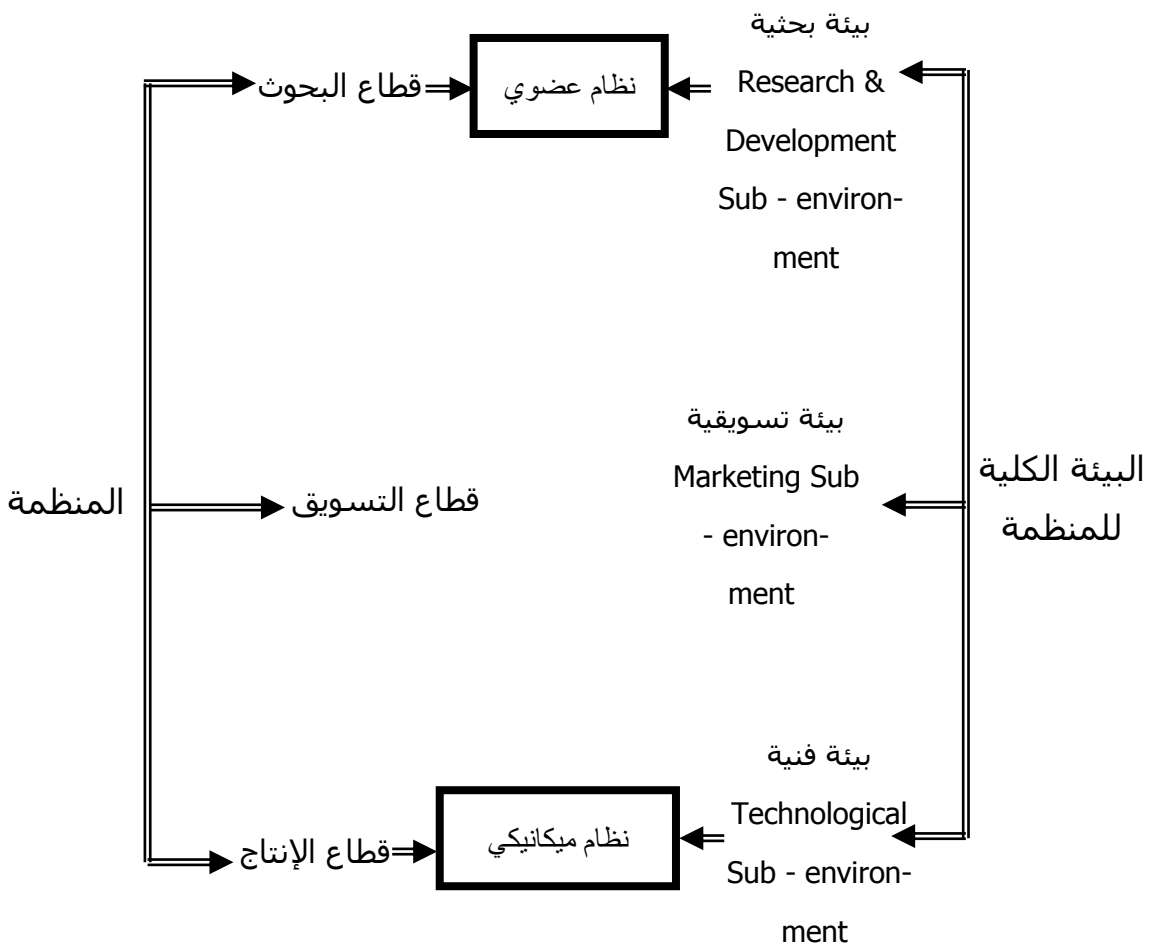 بيئة بحثية
Research &
Development
Sub - environ-
ment
نظام عضوي
قطاع البحوث
البيئة الكلية
للمنظمة
بيئة تسويقية
Marketing Sub
- environ-
ment
قطاع التسويق
المنظمة
بيئة فنية
Technological
Sub - environ-
ment
نظام ميكانيكي
قطاع الإنتاج